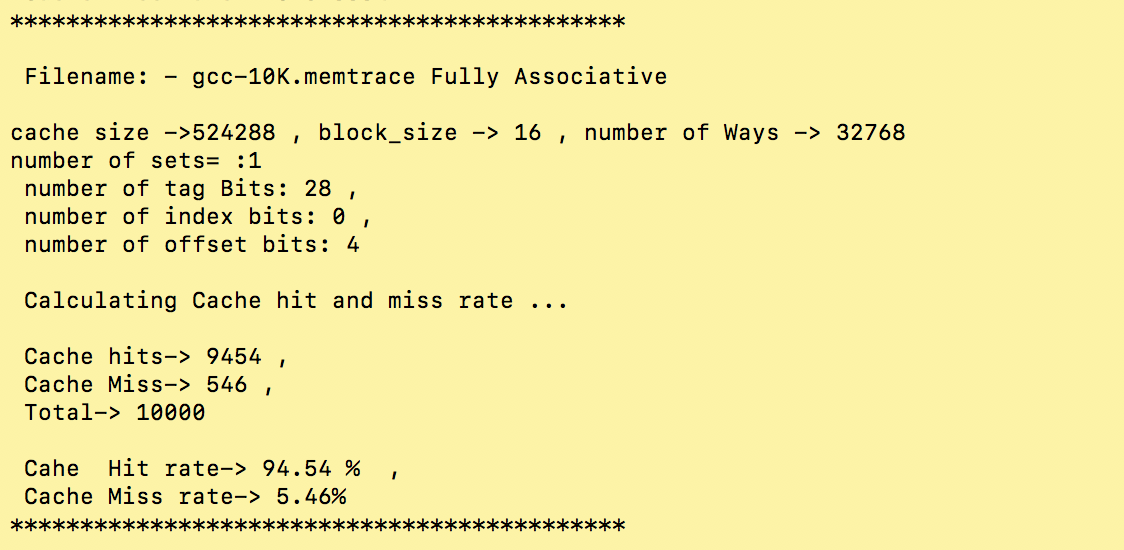 ********************************************
Filename: - gcc-10K.memtrace Fully Associative
cache size ->524288 , block_size -> 16 , number of Ways -> 32768
number of sets= :1
number of tag Bits: 28 ,
number of index bits: 0 ,
number of offset bits: 4
Calculating Cache hit and miss rate ...
Cache hits-> 9454 ,
Cache Miss-> 546 ,
Total-> 10000
Cahe  Hit rate-> 94.54 %  ,
Cache Miss rate-> 5.46%
********************************************